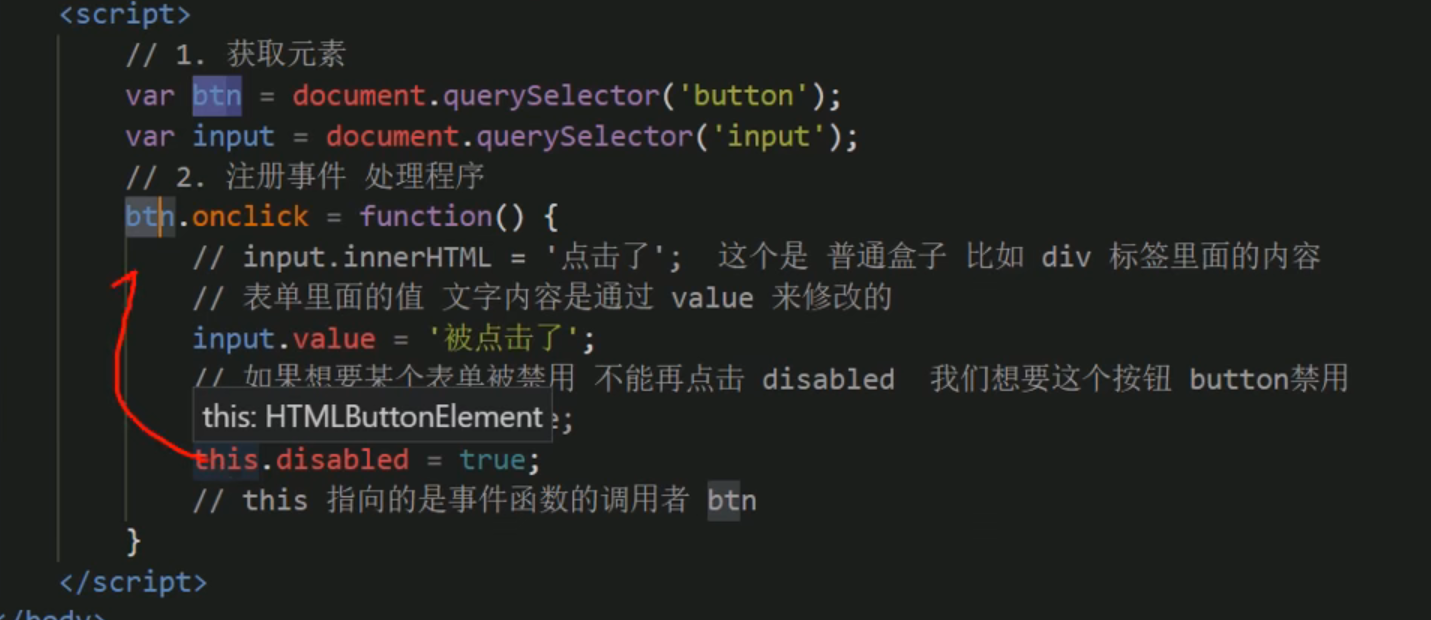 <script>
// 1. 获取元素
var btn = document.querySelector('button');
var input = document.querySelector('input');
// 2. 注册事件 处理程序
btn.onclick = function() {
// input.innerHTML = '点击了'; 这个是 普通盒子 比如 div 标签里面的内容
// 表单里面的值 文字内容是通过 value 来修改的
input.value = '被点击了';
// 如果想要某个表单被禁用 不能再点击 disabled 我们想要这个按钮 button禁用
this: HTMLButtonElement
e;
this.disabled = true;
// this 指向的是事件函数的调用者 btn
}
</script>
</body>